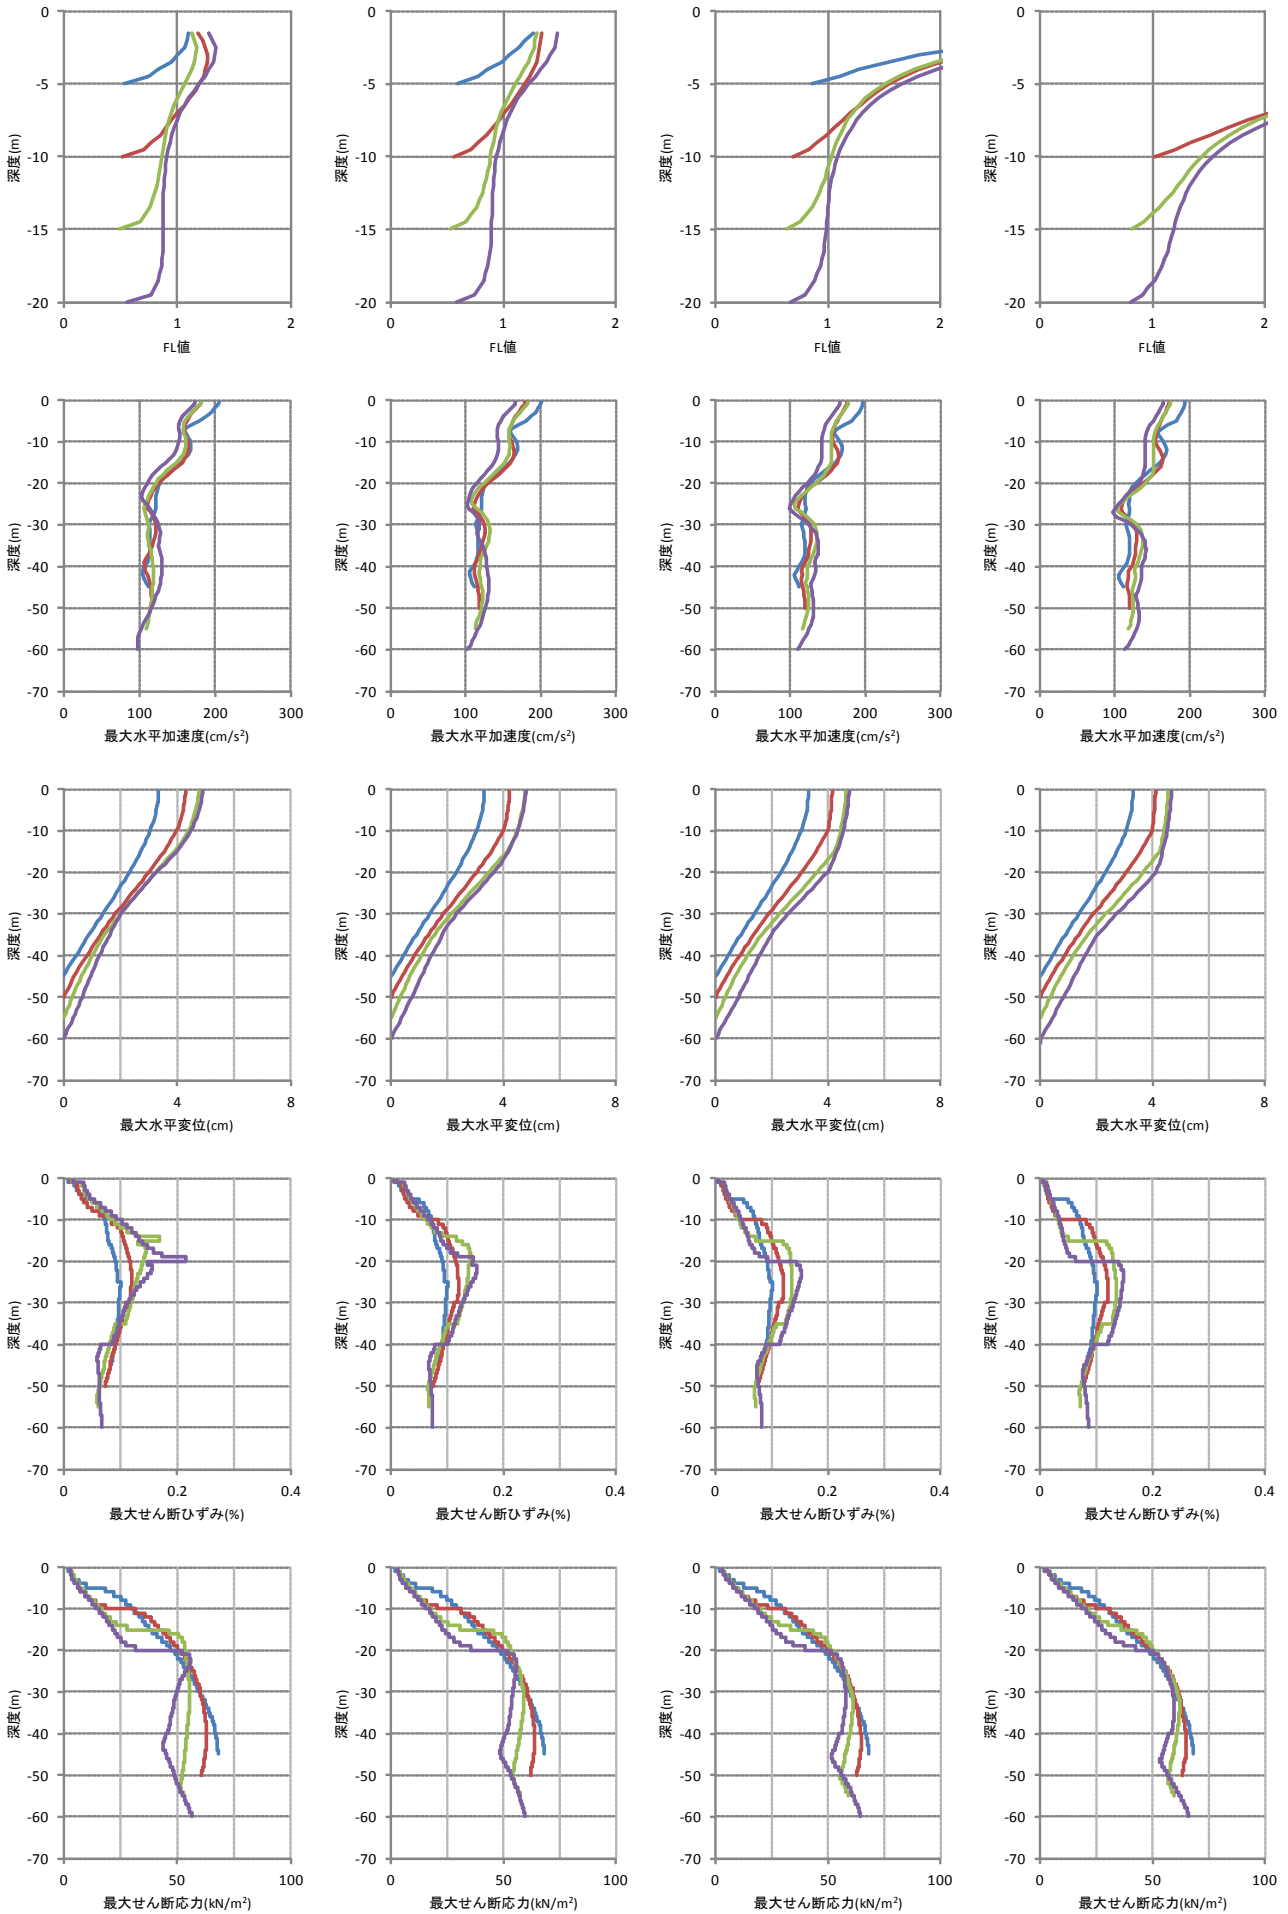 0 0 0 0
-5 -5 -5 -5
深度(m) 深度(m) 深度(m) 深度(m)
-10 -10 -10 -10
-15 -15 -15 -15
-20 -20 -20 -20
0 1 2 0 1 2 0 1 2 0 1 2
FL値 FL値 FL値 FL値
0 0 0 0
-10 -10 -10 -10
-20 -20 -20 -20
-30 -30 -30 -30
深度(m) 深度(m) 深度(m) 深度(m)
-40 -40 -40 -40
-50 -50 -50 -50
-60 -60 -60 -60
-70 -70 -70 -70
0 100 200 300 0 100 200 300 0 100 200 300 0 100 200 300
最大水平加速度(cm/s²) 最大水平加速度(cm/s²) 最大水平加速度(cm/s²) 最大水平加速度(cm/s²)
0 0 0 0
-10 -10 -10 -10
-20 -20 -20 -20
-30 -30 -30 -30
深度(m) 深度(m) 深度(m) 深度(m)
-40 -40 -40 -40
-50 -50 -50 -50
-60 -60 -60 -60
-70 -70 -70 -70
0 4 8 0 4 8 0 4 8 0 4 8
最大水平変位(cm) 最大水平変位(cm) 最大水平変位(cm) 最大水平変位(cm)
0 0 0 0
-10 -10 -10 -10
-20 -20 -20 -20
-30 -30 -30 -30
深度(m) 深度(m) 深度(m) 深度(m)
-40 -40 -40 -40
-50 -50 -50 -50
-60 -60 -60 -60
-70 -70 -70 -70
0 0.2 0.4 0 0.2 0.4 0 0.2 0.4 0 0.2 0.4
最大せん断ひずみ(%) 最大せん断ひずみ(%) 最大せん断ひずみ(%) 最大せん断ひずみ(%)
0 0 0 0
-10 -10 -10 -10
-20 -20 -20 -20
-30 -30 -30 -30
深度(m) 深度(m) 深度(m) 深度(m)
-40 -40 -40 -40
-50 -50 -50 -50
-60 -60 -60 -60
-70 -70 -70 -70
0 50 100 0 50 100 0 50 100 0 50 100
最大せん断応力(kN/m²) 最大せん断応力(kN/m²) 最大せん断応力(kN/m²) 最大せん断応力(kN/m²)